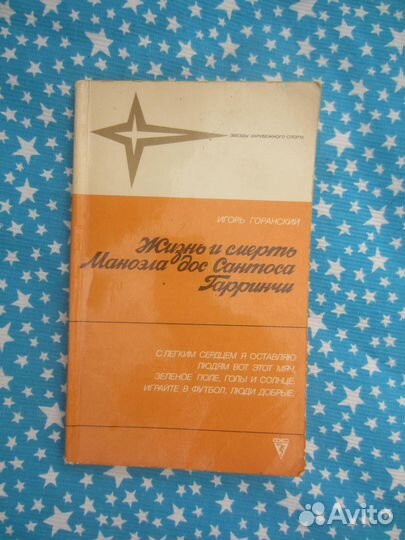 ЗВЕЗДЫ ЗАРУБЕЖНОГО СПОРТА
ИГОРЬ ГОРАНСКИЙ
Жизнь и смерть
Маноэла дос Сантоса
Гарринчи
С ЛЕГКИМ СЕРДЦЕМ Я ОСТАВЛЯЮ
ЛЮДЯМ ВОТ ЭТОТ МЯЧ,
ЗЕЛЕНОЕ ПОЛЕ, ГОЛЫ И СОЛНЦЕ.
ИГРАЙТЕ В ФУТБОЛ, ЛЮДИ ДОБРЫЕ.
Avito